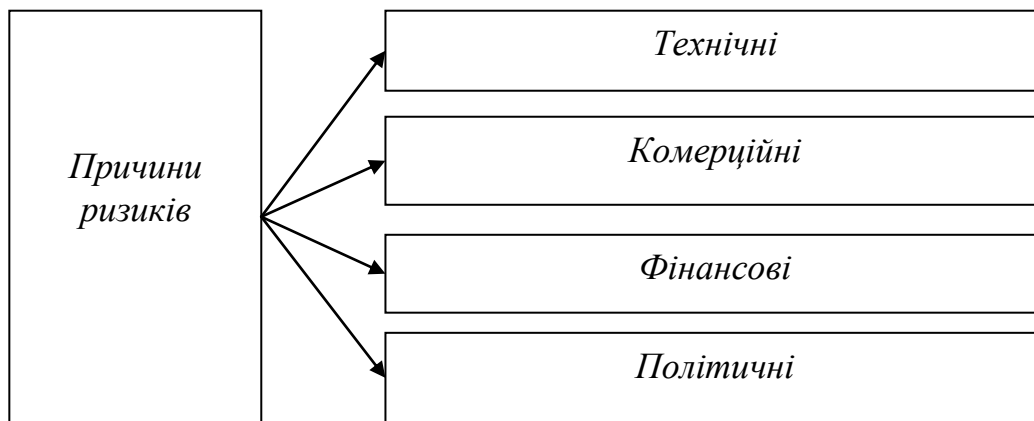 Причини
ризиків
Технічні
Комерційні
Фінансові
Політичні